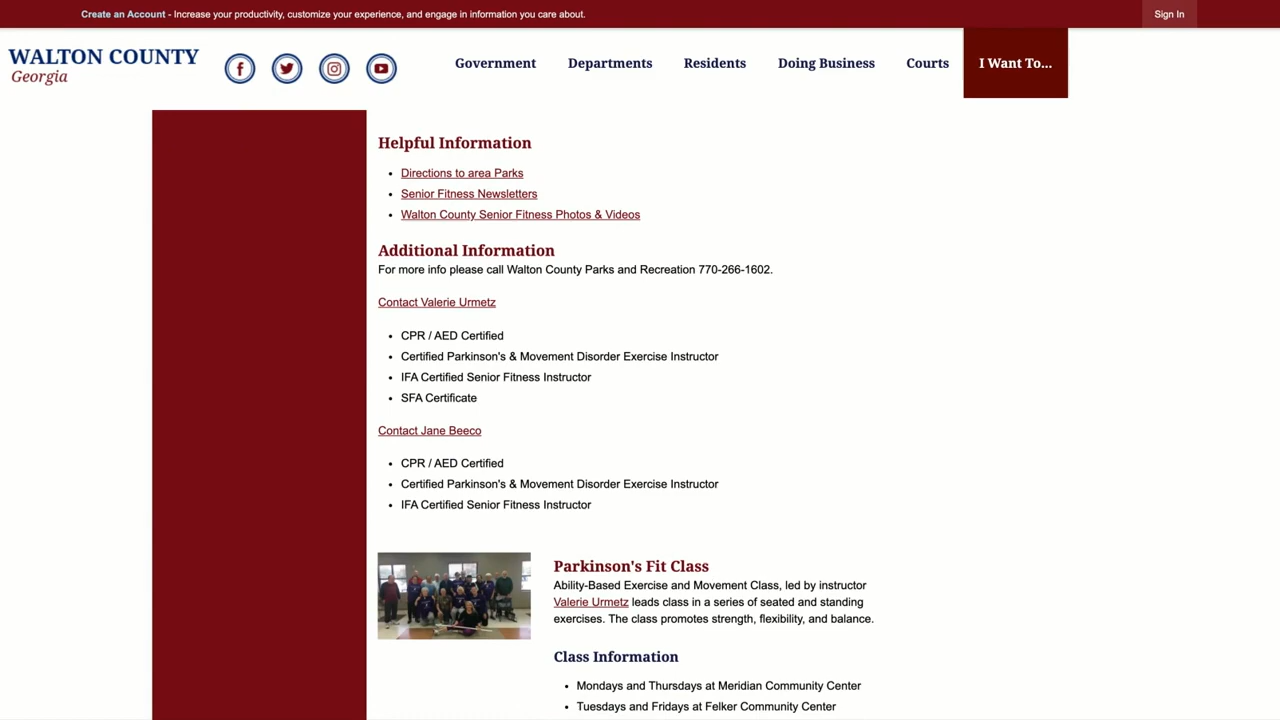 Create an Account - Increase your productivity, customize your experience, and engage in information you care about.
Sign In
WALTON COUNTY
Georgia
Government
Departments
Residents
Doing Business
Courts
I Want To...
Helpful Information
Directions to area Parks
Senior Fitness Newsletters
Walton County Senior Fitness Photos & Videos
Additional Information
For more info please call Walton County Parks and Recreation 770-266-1602.
Contact Valerie Urmetz
CPR / AED Certified
Certified Parkinson's & Movement Disorder Exercise Instructor
IFA Certified Senior Fitness Instructor
SFA Certificate
Contact Jane Beeco
CPR / AED Certified
Certified Parkinson's & Movement Disorder Exercise Instructor
IFA Certified Senior Fitness Instructor
Parkinson's Fit Class
Ability-Based Exercise and Movement Class, led by instructor
Valerie Urmetz leads class in a series of seated and standing
exercises. The class promotes strength, flexibility, and balance.
Class Information
Mondays and Thursdays at Meridian Community Center
Tuesdays and Fridays at Felker Community Center